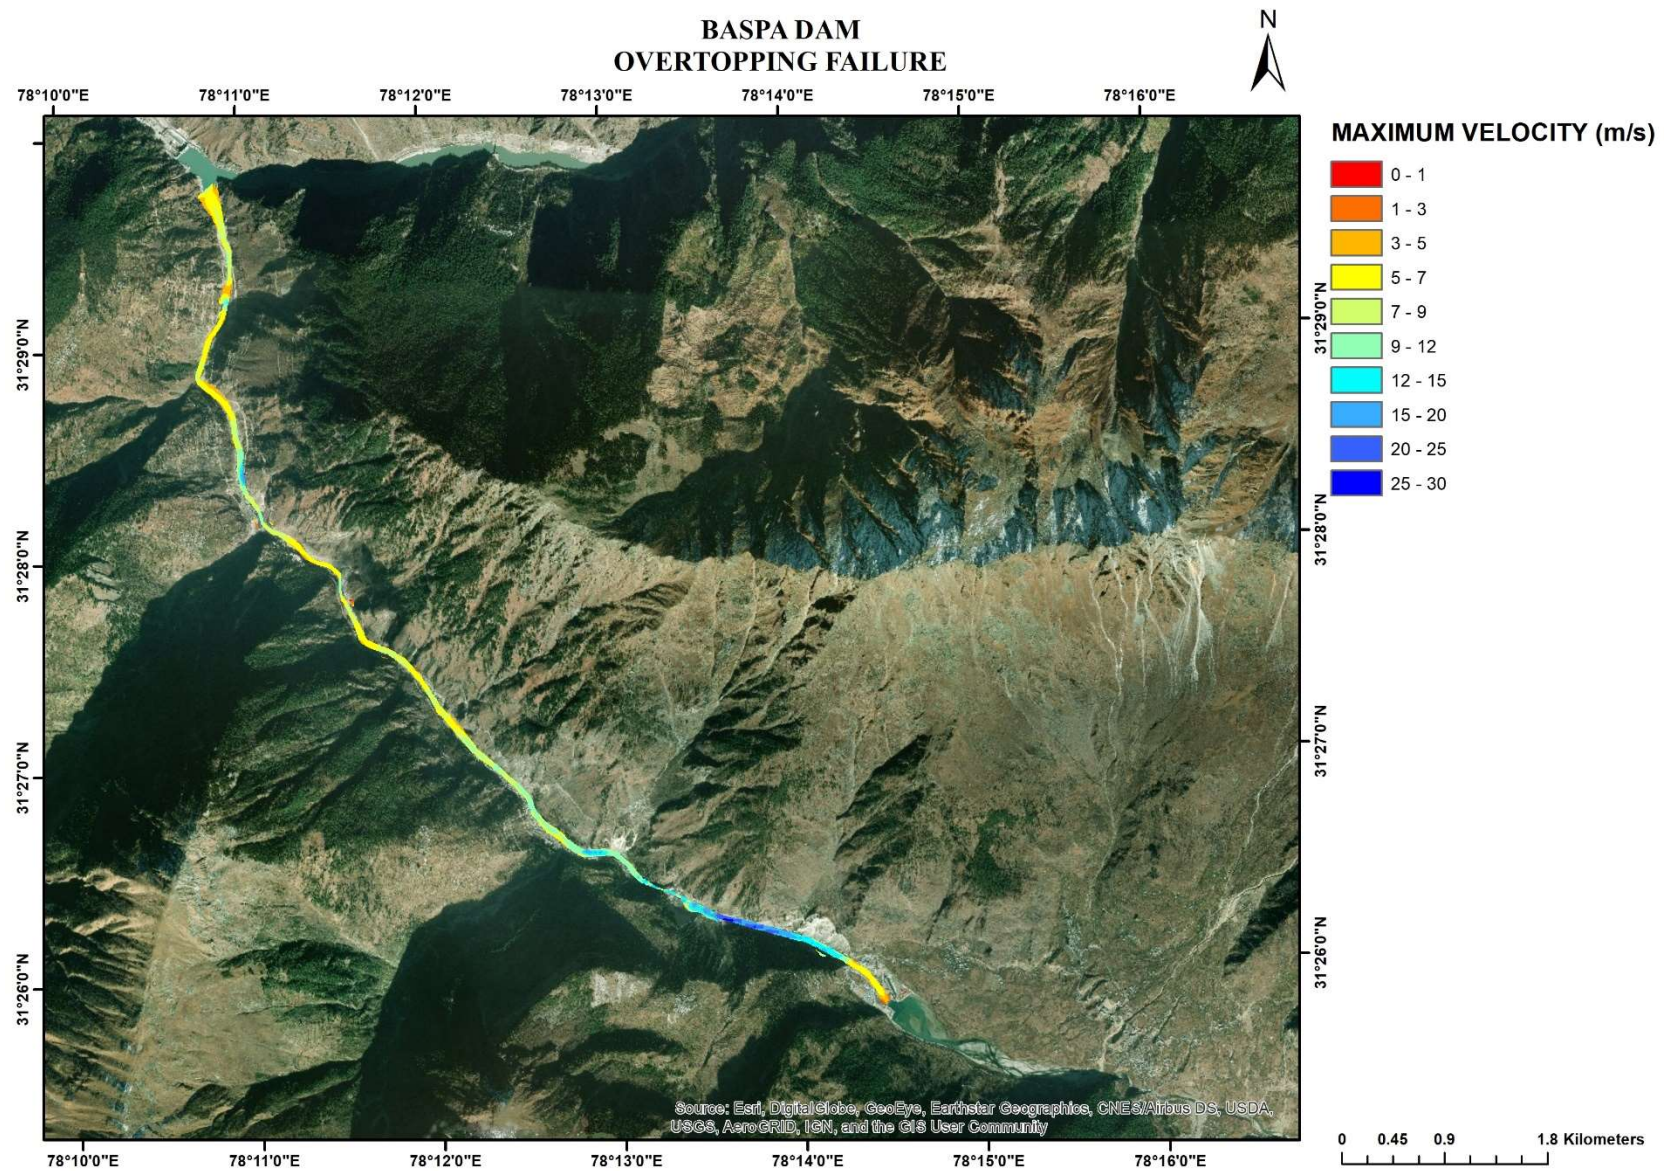 BASPA DAM
OVERTOPPING FAILURE
N
78°10'0"E 78°11'0"E 78°12'0"E 78°13'0"E 78°14'0"E 78°15'0"E 78°16'0"E
MAXIMUM VELOCITY (m/s)
0 - 1
1 - 3
3 - 5
5 - 7
7 - 9
9 - 12
12 - 15
15 - 20
20 - 25
25 - 30
31°29'0"N
31°28'0"N
31°27'0"N
31°26'0"N
31°29'0"N
31°28'0"N
31°27'0"N
31°26'0"N
Source: Esri, DigitalGlobe, GeoEye, Earthstar Geographics, CNES/Airbus DS, USDA,
USGS, AeroGRID, IGN, and the GIS User Community
78°10'0"E 78°11'0"E 78°12'0"E 78°13'0"E 78°14'0"E 78°15'0"E 78°16'0"E
0 0.45 0.9 1.8 Kilometers